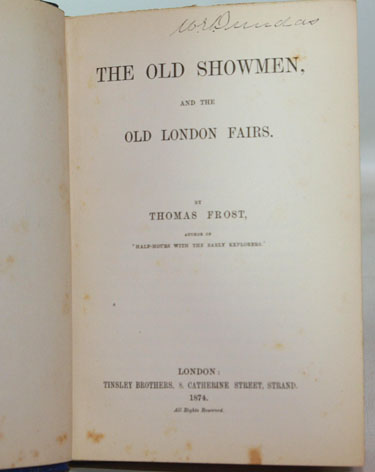 W R Dundas
THE OLD SHOWMEN,
AND THE
OLD LONDON FAIRS.
BY
THOMAS FROST,
AUTHOR OF
"HALF-HOURS WITH THE EARLY EXPLORERS."
LONDON:
TINSLEY BROTHERS, 8, CATHERINE STREET, STRAND.
1874.
All Rights Reserved.